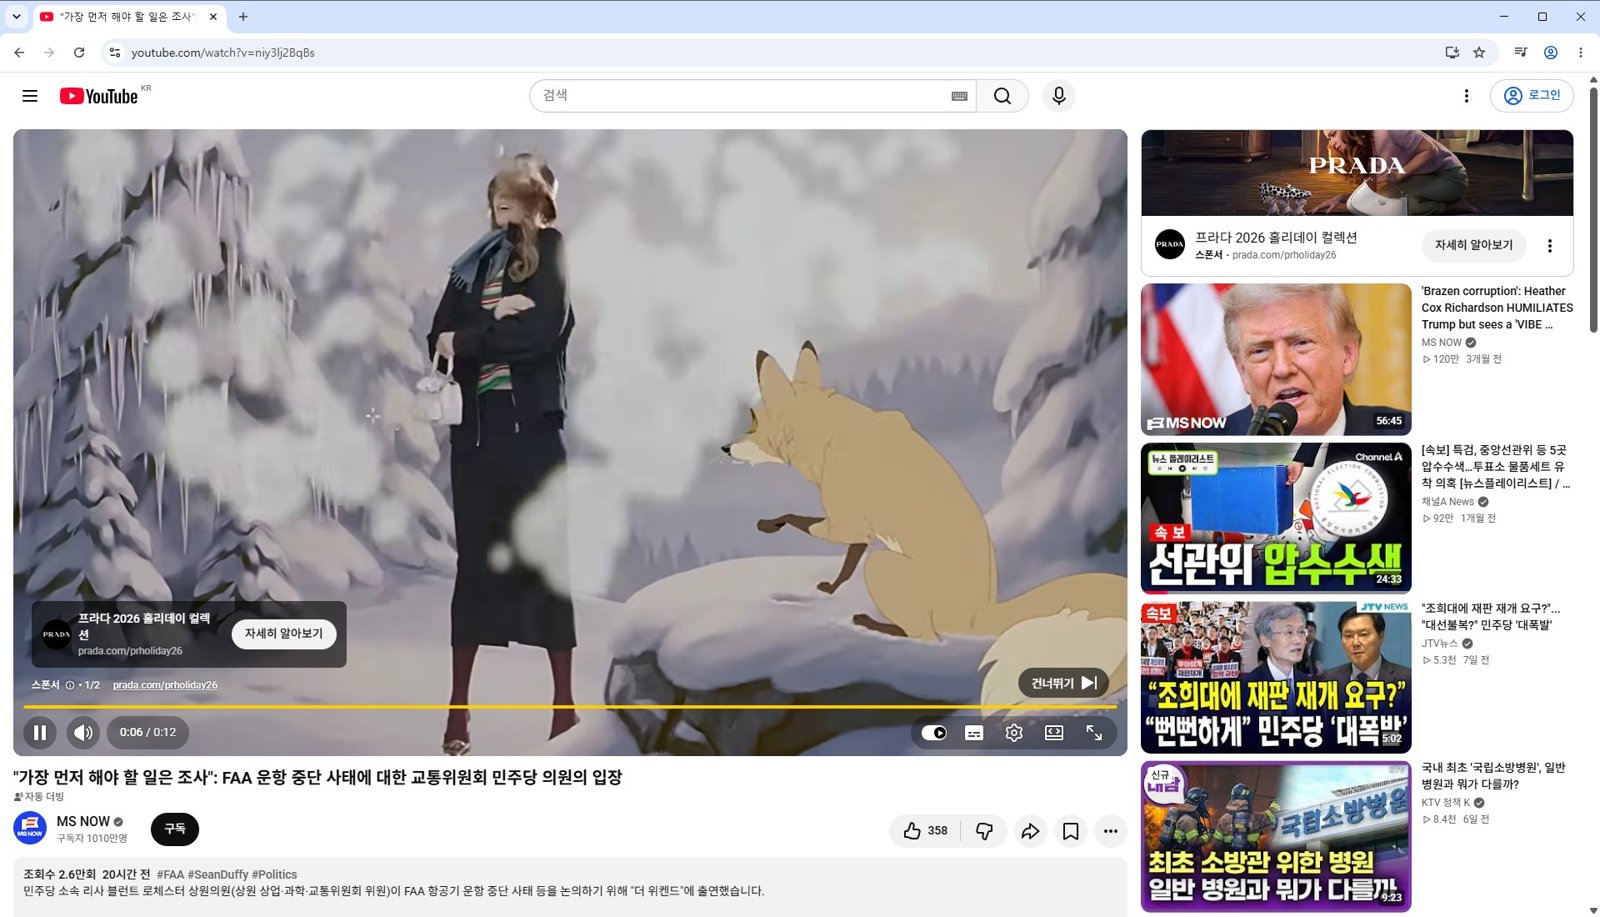 "가장 먼저 해야 할 일은 조사":
youtube.com/watch?v=niy3lj2BqBs
YouTube KR
검색
로그인
프라다 2026 홀리데이 컬렉
션
PRADA
prada.com/prholiday26
자세히 알아보기
스폰서 • 1/2 prada.com/prholiday26
건너뛰기
0:06 / 0:12
"가장 먼저 해야 할 일은 조사": FAA 운항 중단 사태에 대한 교통위원회 민주당 의원의 입장
자동 더빙
MS NOW
MS NOW
구독자 1010만명
구독
358
조회수 2.6만회 20시간 전 #FAA #SeanDuffy #Politics
민주당 소속 리사 블런트 로체스터 상원의원(상원 상업·과학·교통위원회 위원)이 FAA 항공기 운항 중단 사태 등을 논의하기 위해 "더 위켄드"에 출연했습니다.
PRADA
PRADA
프라다 2026 홀리데이 컬렉션
스폰서 · prada.com/prholiday26
자세히 알아보기
MS NOW
56:45
'Brazen corruption': Heather
Cox Richardson HUMILIATES
Trump but sees a 'VIBE ...
MS NOW
120만 3개월 전
뉴스 플레이리스트
Channel A
NATIONAL ELECTION COMMISSION
중앙선거관리위원회
속보
선관위 압수수색
24:33
[속보] 특검, 중앙선관위 등 5곳
압수수색...투표소 물품세트 유
착 의혹 [뉴스플레이리스트] / ...
채널A News
92만 1개월 전
속보
JTV NEWS
"조희대에 재판 재개 요구?"
"뻔뻔하게" 민주당 '대폭발'
5:02
"조희대에 재판 재개 요구?"...
"대선불복?" 민주당 '대폭발'
JTV뉴스
5.3천 7일 전
신규
국립소방병원
최초 소방관 위한 병원
일반 병원과 뭐가 다를까
9:23
국내 최초 '국립소방병원', 일반
병원과 뭐가 다를까?
KTV 정책 K
8.4천 6일 전